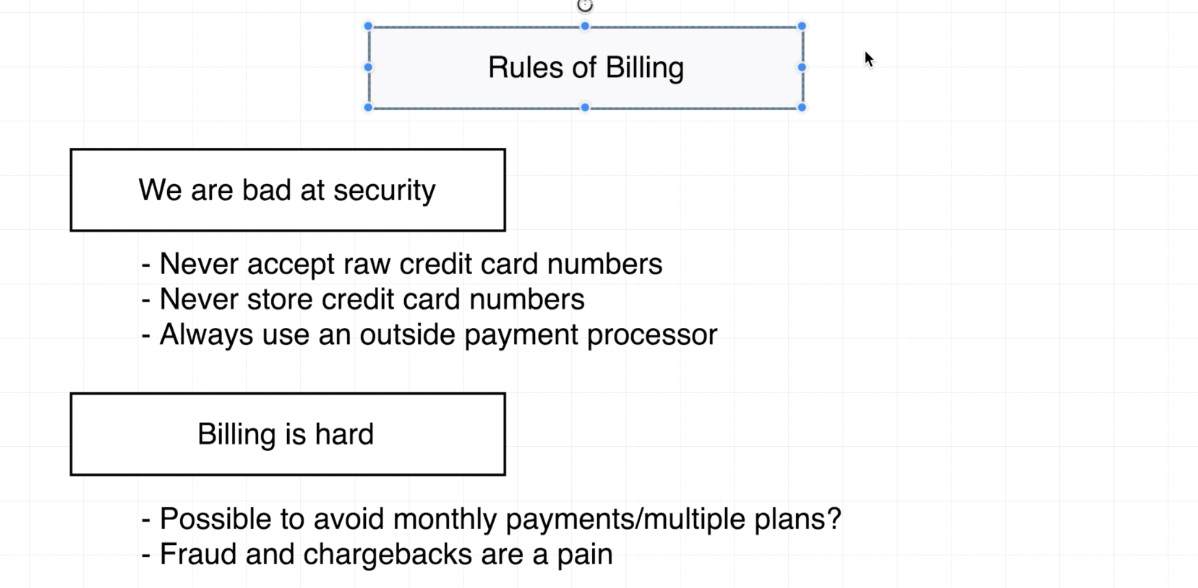 Rules of Billing
We are bad at security
- Never accept raw credit card numbers
- Never store credit card numbers
- Always use an outside payment processor
Billing is hard
- Possible to avoid monthly payments/multiple plans?
- Fraud and chargebacks are a pain